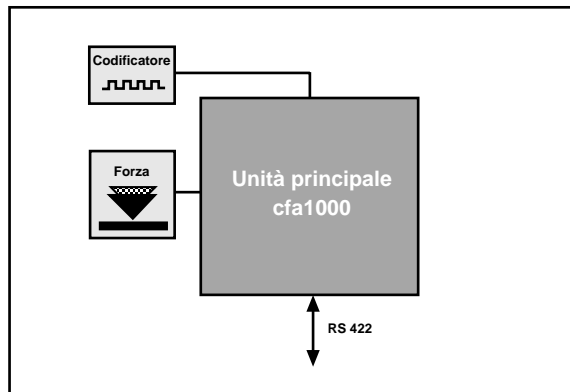 Codificatore
Forza
Unità principale
cfa1000
RS 422